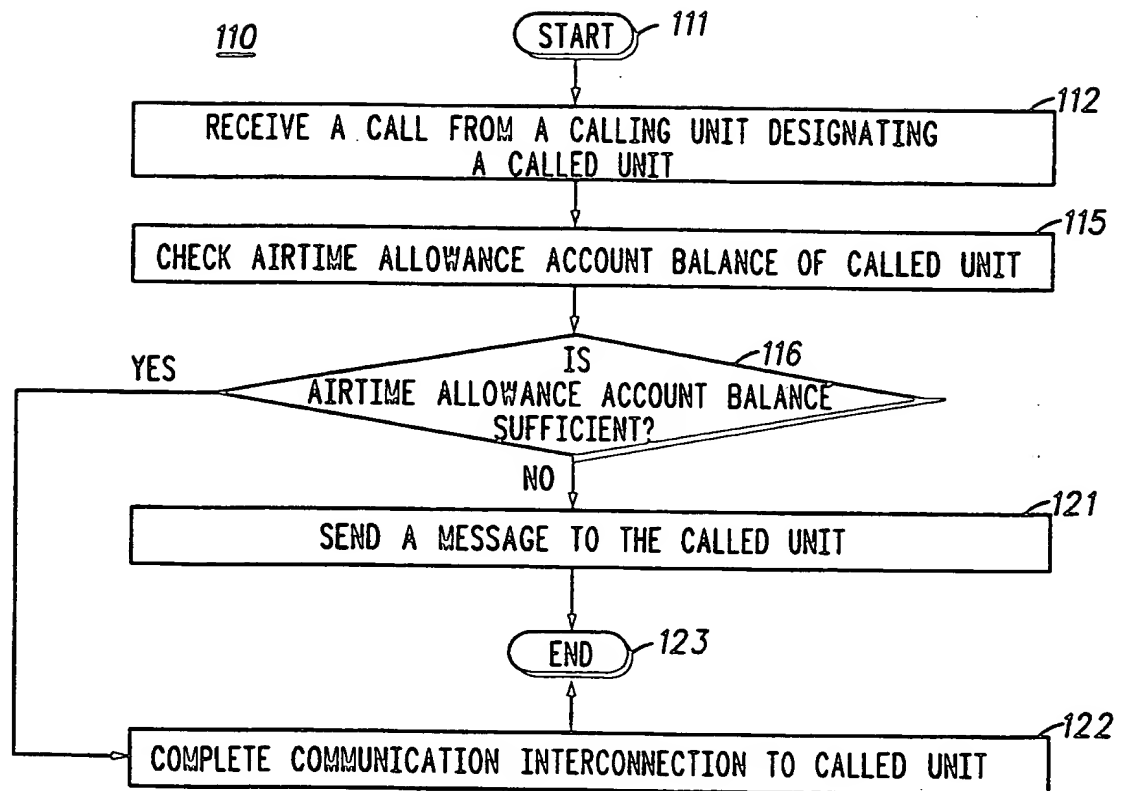 110
START
111
112
RECEIVE A CALL FROM A CALLING UNIT DESIGNATING
A CALLED UNIT
115
CHECK AIRTIME ALLOWANCE ACCOUNT BALANCE OF CALLED UNIT
116
YES
IS
AIRTIME ALLOWANCE ACCOUNT BALANCE
SUFFICIENT?
NO
121
SEND A MESSAGE TO THE CALLED UNIT
END
123
122
COMPLETE COMMUNICATION INTERCONNECTION TO CALLED UNIT